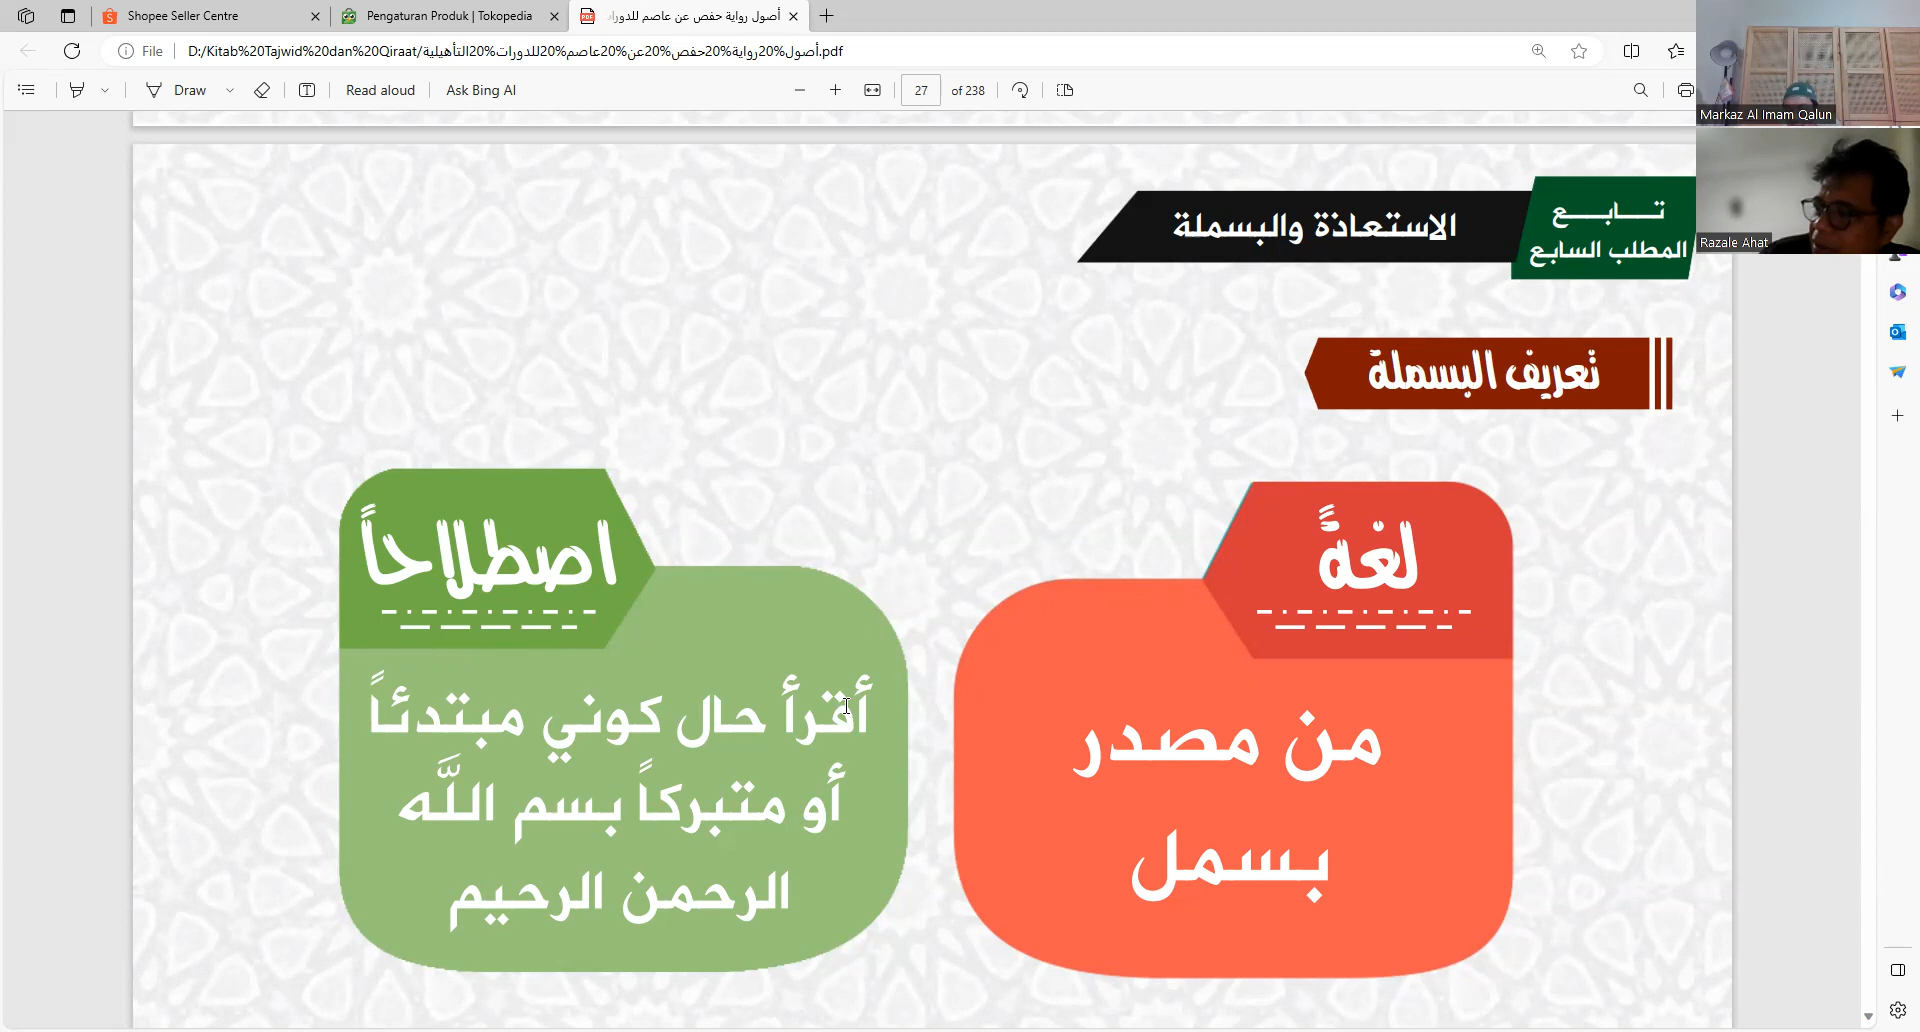 Shopee Seller Centre
Pengaturan Produk | Tokopedia
أصول رواية حفص عن عاصم للدورا
File
D:/Kitab%20Tajwid%20dan%20Qiraat/أصول%20رواية%20حفص%20عن%20عاصم%20للدورات%20التأهيلية.pdf
Draw
Read aloud
Ask Bing AI
27
of 238
Markaz Al Imam Qalun
Razale Ahat
تـــابـــــع
المطلب السابع
الاستعاذة والبسملة
تعريف البسملة
لغةً
من مصدر
بسمل
اصطلاحاً
أقرأ حال كوني مبتدئاً
أو متبركاً بسم اللَّه
الرحمن الرحيم